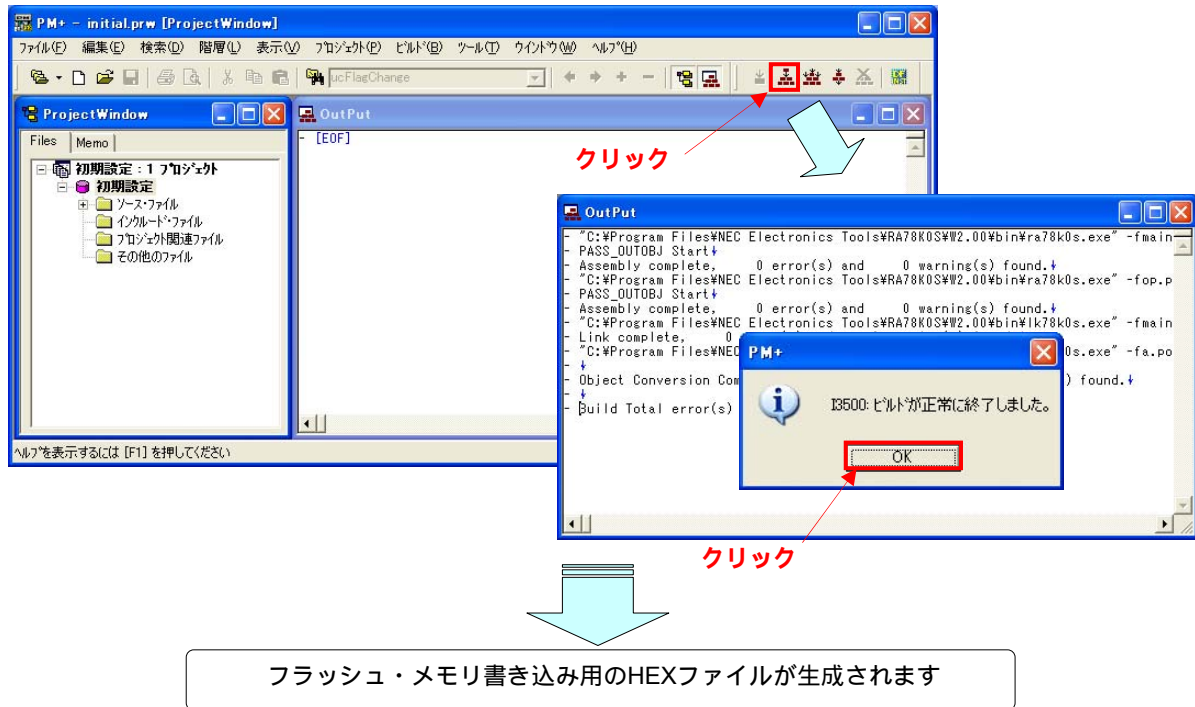 PM+ − initial.prw [ProjectWindow]
ファイル(F) 編集(E) 検索(D) 階層(L) 表示(V) プロジェクト(P) ビルド(B) ツール(T) ウインドウ(W) ヘルプ(H)
ucFlagChange
ProjectWindow
OutPut
Files Memo
- [EOF]
初期設定 : 1 プロジェクト
初期設定
ソース・ファイル
インクルード・ファイル
プロジェクト関連ファイル
その他のファイル
クリック
ヘルプを表示するには [F1] を押してください
OutPut
- "C:¥Program Files¥NEC Electronics Tools¥RA78K0S¥W2.00¥bin¥ra78k0s.exe" -fmain
- PASS_OUTOBJ Start↓
- Assembly complete, 0 error(s) and 0 warning(s) found.↓
- "C:¥Program Files¥NEC Electronics Tools¥RA78K0S¥W2.00¥bin¥ra78k0s.exe" -fop.p
- PASS_OUTOBJ Start↓
- Assembly complete, 0 error(s) and 0 warning(s) found.↓
- "C:¥Program Files¥NEC Electronics Tools¥RA78K0S¥W2.00¥bin¥lk78k0s.exe" -fmain
- Link complete, 0
- "C:¥Program Files¥NEC 0s.exe" -fa.po
- ↓
- Object Conversion Com ) found.↓
- ↓
- Build Total error(s)
PM+
I3500: ビルドが正常に終了しました。
OK
クリック
フラッシュ・メモリ書き込み用のHEXファイルが生成されます